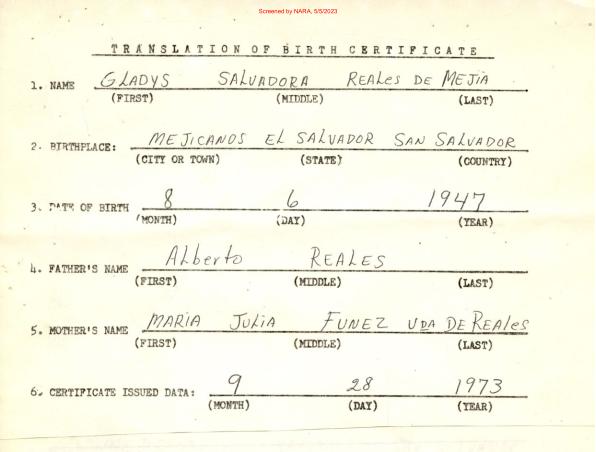 Screened by NARA, 5/5/2023
TRANSLATION OF BIRTH CERTIFICATE
1. NAME GLADYS SALVADORA REALES DE MEJIA
(FIRST) (MIDDLE) (LAST)
2. BIRTHPLACE: MEJICANOS EL SALVADOR SAN SALVADOR
(CITY OR TOWN) (STATE) (COUNTRY)
3. DATE OF BIRTH 8 6 1947
(MONTH) (DAY) (YEAR)
4. FATHER'S NAME Alberto REALES
(FIRST) (MIDDLE) (LAST)
5. MOTHER'S NAME MARIA JULIA FUNEZ VDA DE REALES
(FIRST) (MIDDLE) (LAST)
6. CERTIFICATE ISSUED DATA: 9 28 1973
(MONTH) (DAY) (YEAR)